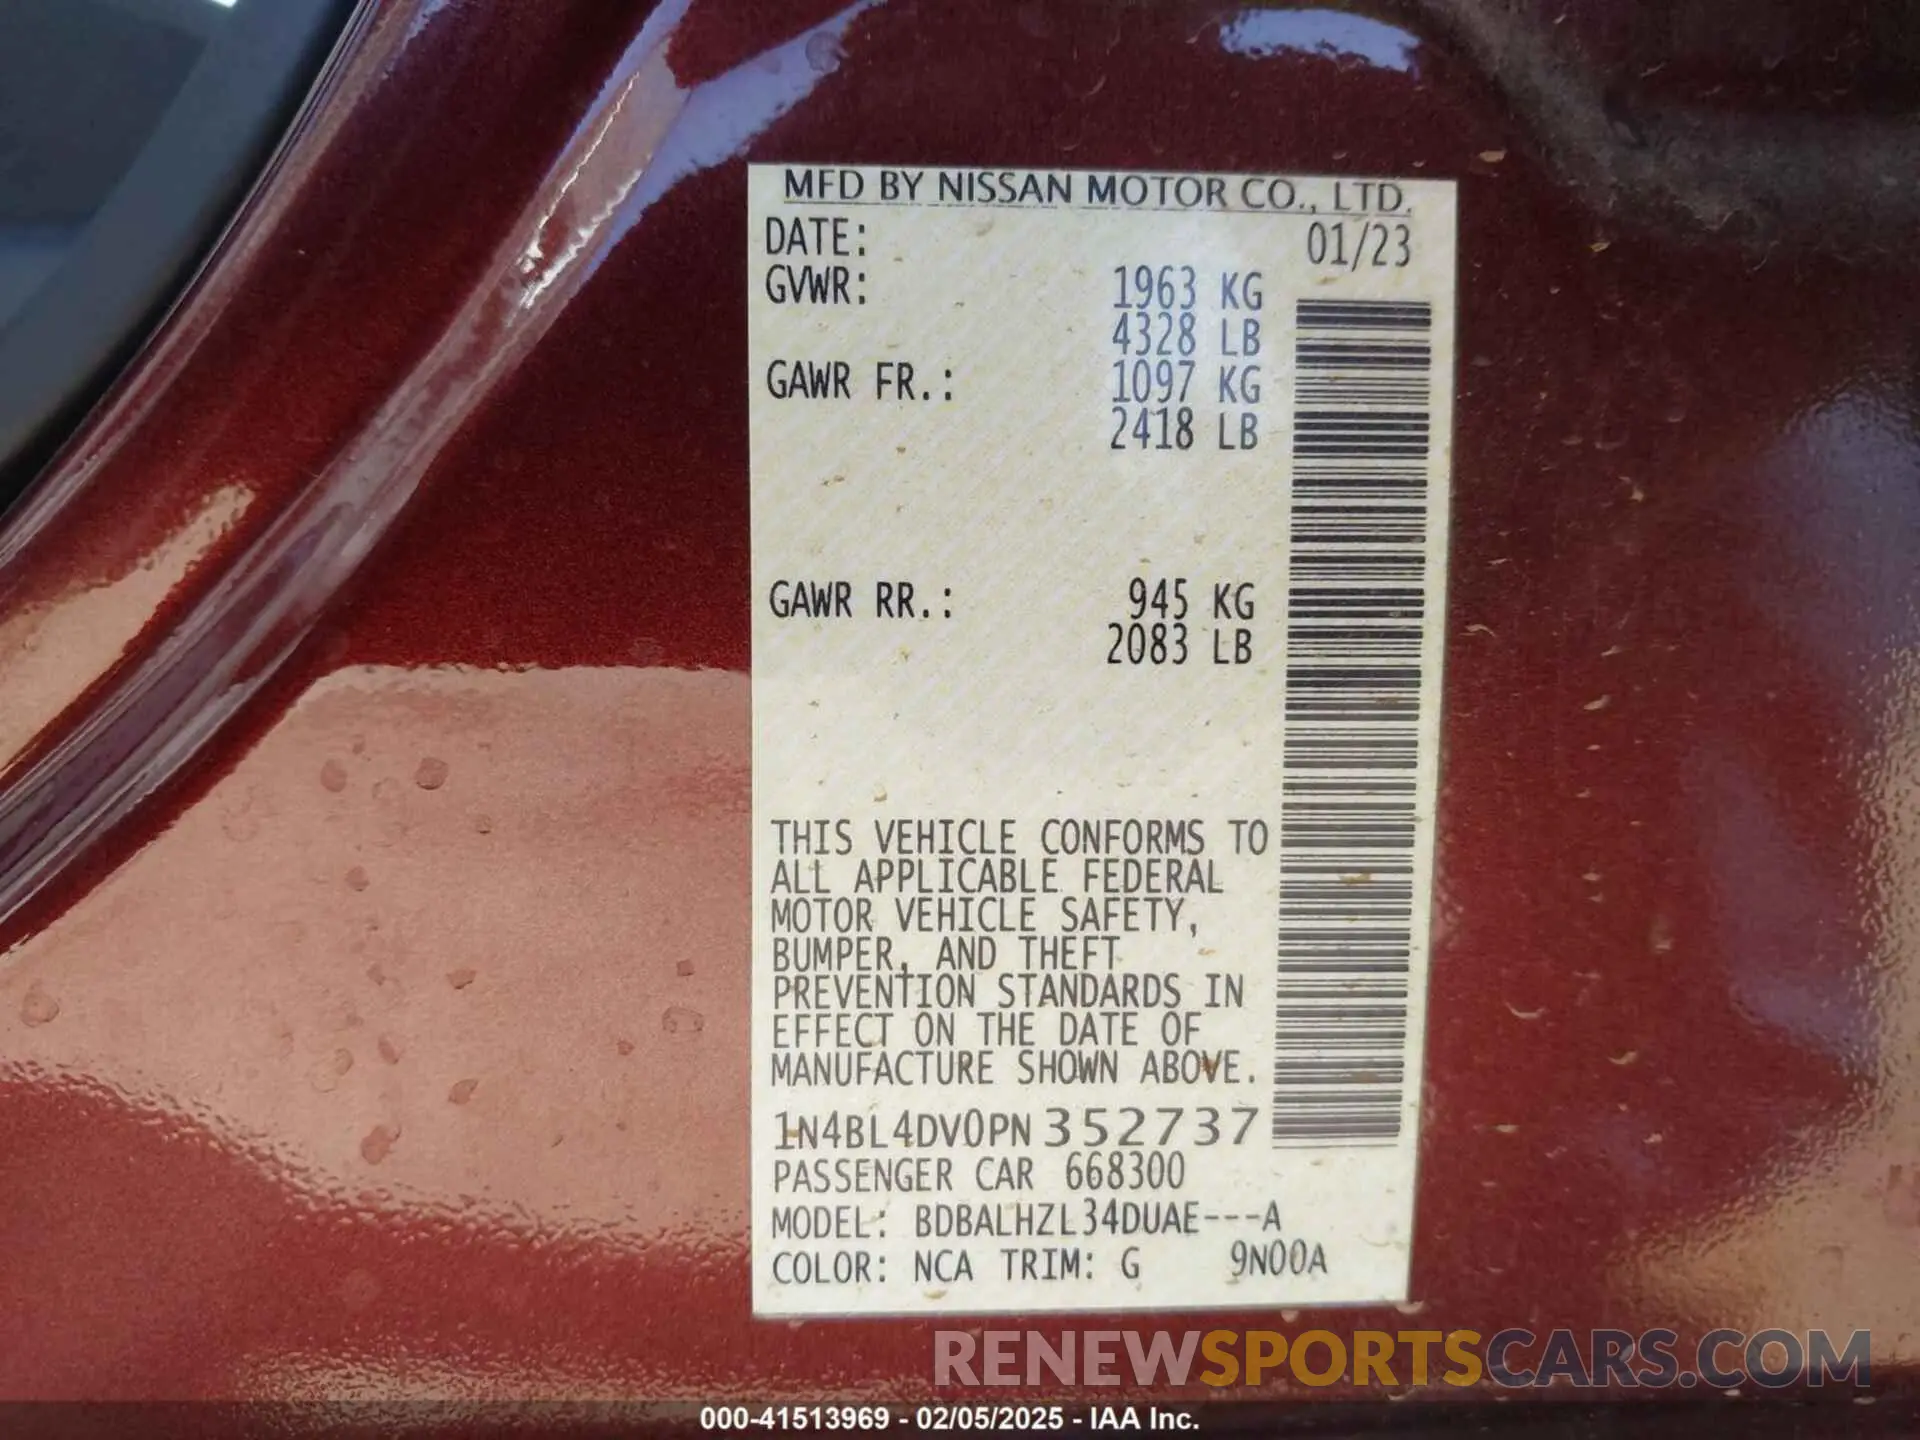 MFD BY NISSAN MOTOR CO., LTD.
DATE: 01/23
GVWR: 1963 KG
4328 LB
GAWR FR.: 1097 KG
2418 LB
GAWR RR.: 945 KG
2083 LB
THIS VEHICLE CONFORMS TO
ALL APPLICABLE FEDERAL
MOTOR VEHICLE SAFETY,
BUMPER, AND THEFT
PREVENTION STANDARDS IN
EFFECT ON THE DATE OF
MANUFACTURE SHOWN ABOVE.
1N4BL4DV0PN352737
PASSENGER CAR 668300
MODEL: BDBALHZL34DUAE---A
COLOR: NCA TRIM: G 9N00A
RENEWSPORTSCARS.COM
000-41513969 - 02/05/2025 - IAA Inc.